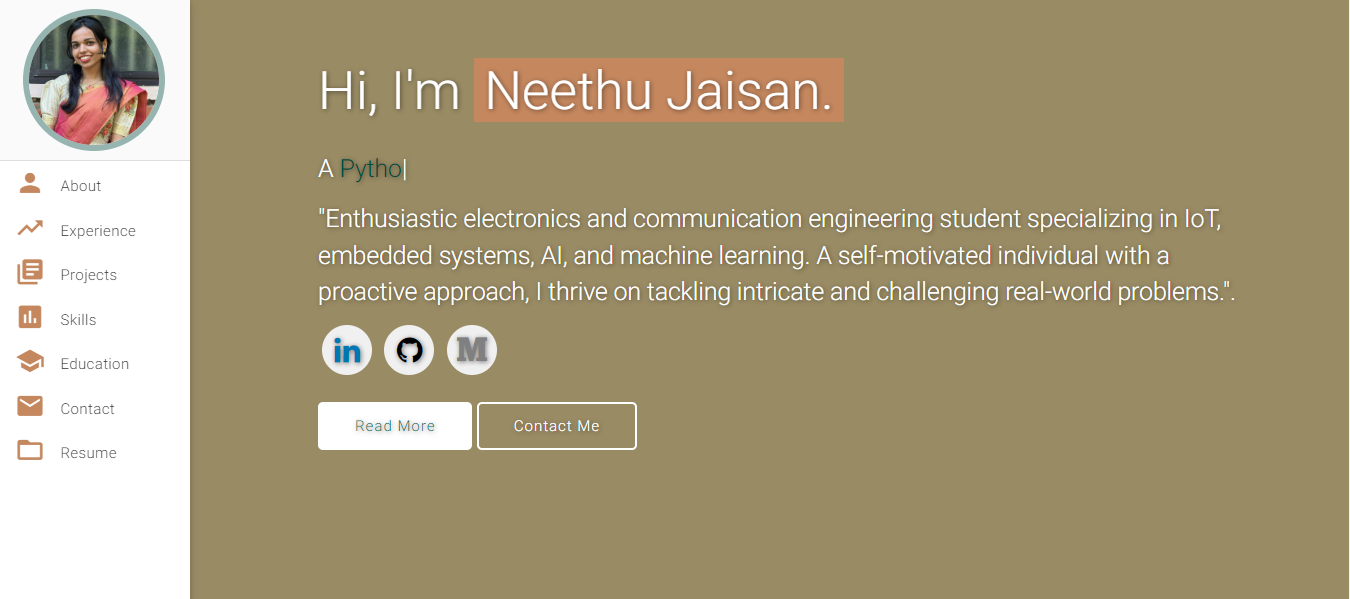 About
Experience
Projects
Skills
Education
Contact
Resume
Hi, I'm Neethu Jaisan.
A Pytho|
"Enthusiastic electronics and communication engineering student specializing in IoT,
embedded systems, AI, and machine learning. A self-motivated individual with a
proactive approach, I thrive on tackling intricate and challenging real-world problems.".
in M
Read More Contact Me